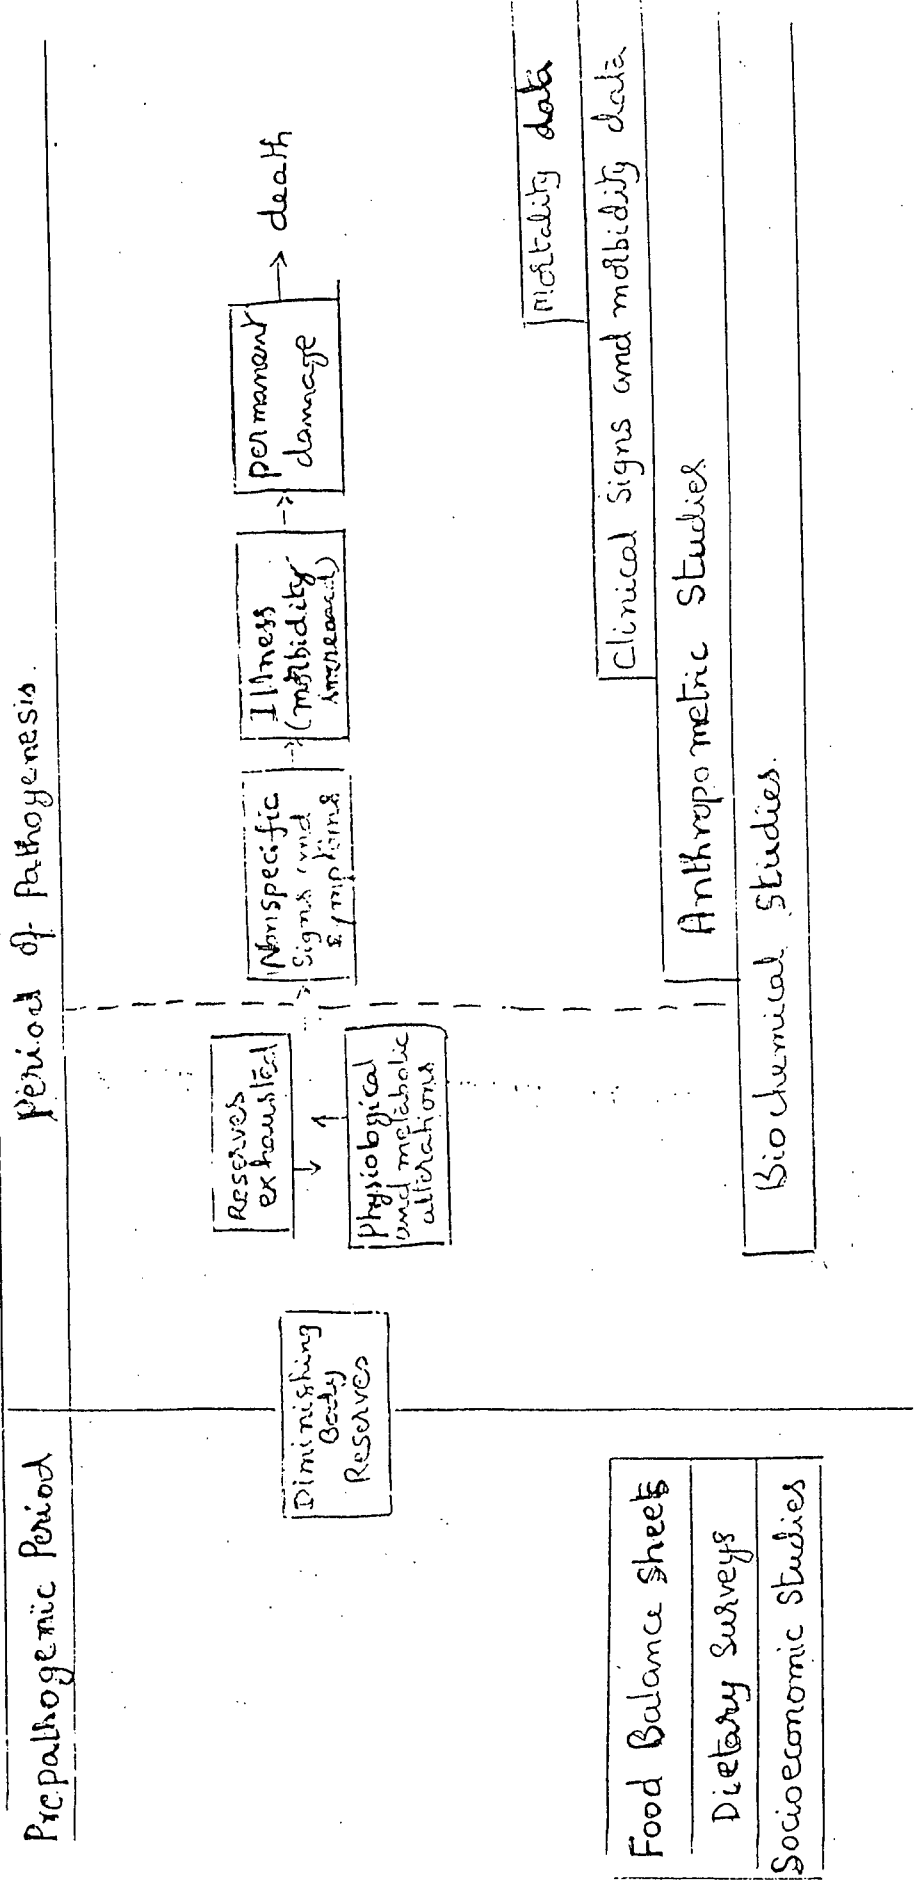 Prepathogenic Period
Period of Pathogenesis.
Diminishing
Body
Reserves
Reserves
exhausted
Physiological
and metabolic
alterations
Nonspecific
Signs and
symptoms
Illness
(morbidity
increased)
permanent
damage
death
Food Balance Sheets
Dietary Surveys
Socioeconomic Studies
Mortality data
Clinical Signs and morbidity data
Anthropometric Studies
Biochemical Studies.